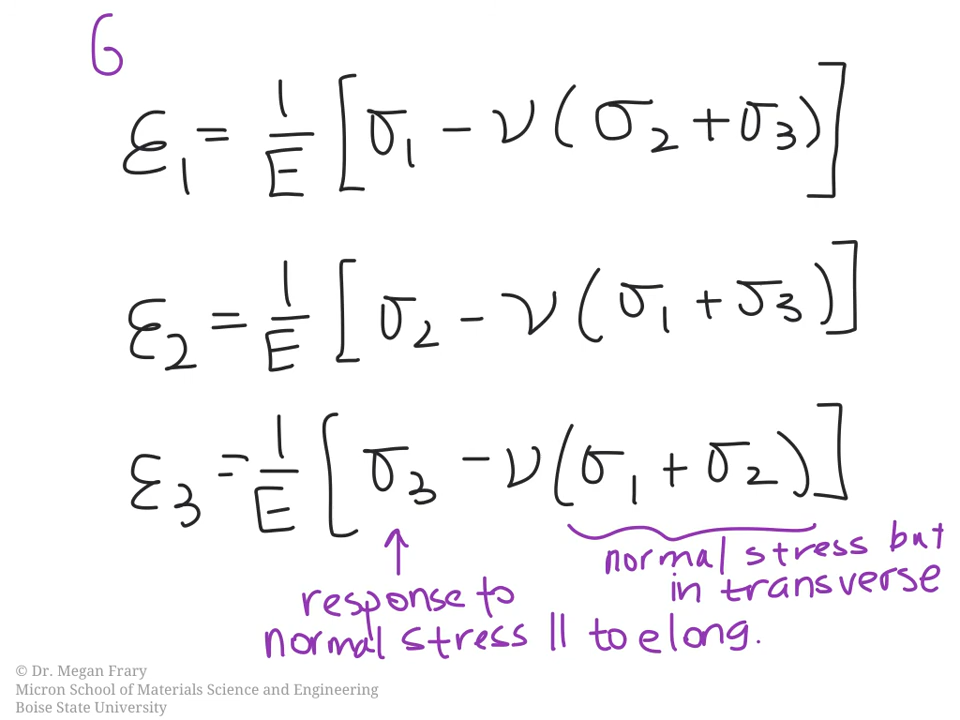 6
ε₁ = 1/E [σ₁ - ν(σ₂ + σ₃)]
ε₂ = 1/E [σ₂ - ν(σ₁ + σ₃)]
ε₃ = 1/E [σ₃ - ν(σ₁ + σ₂)]
↑
response to
normal stress || to elong.
normal stress but
in transverse
© Dr. Megan Frary
Micron School of Materials Science and Engineering
Boise State University